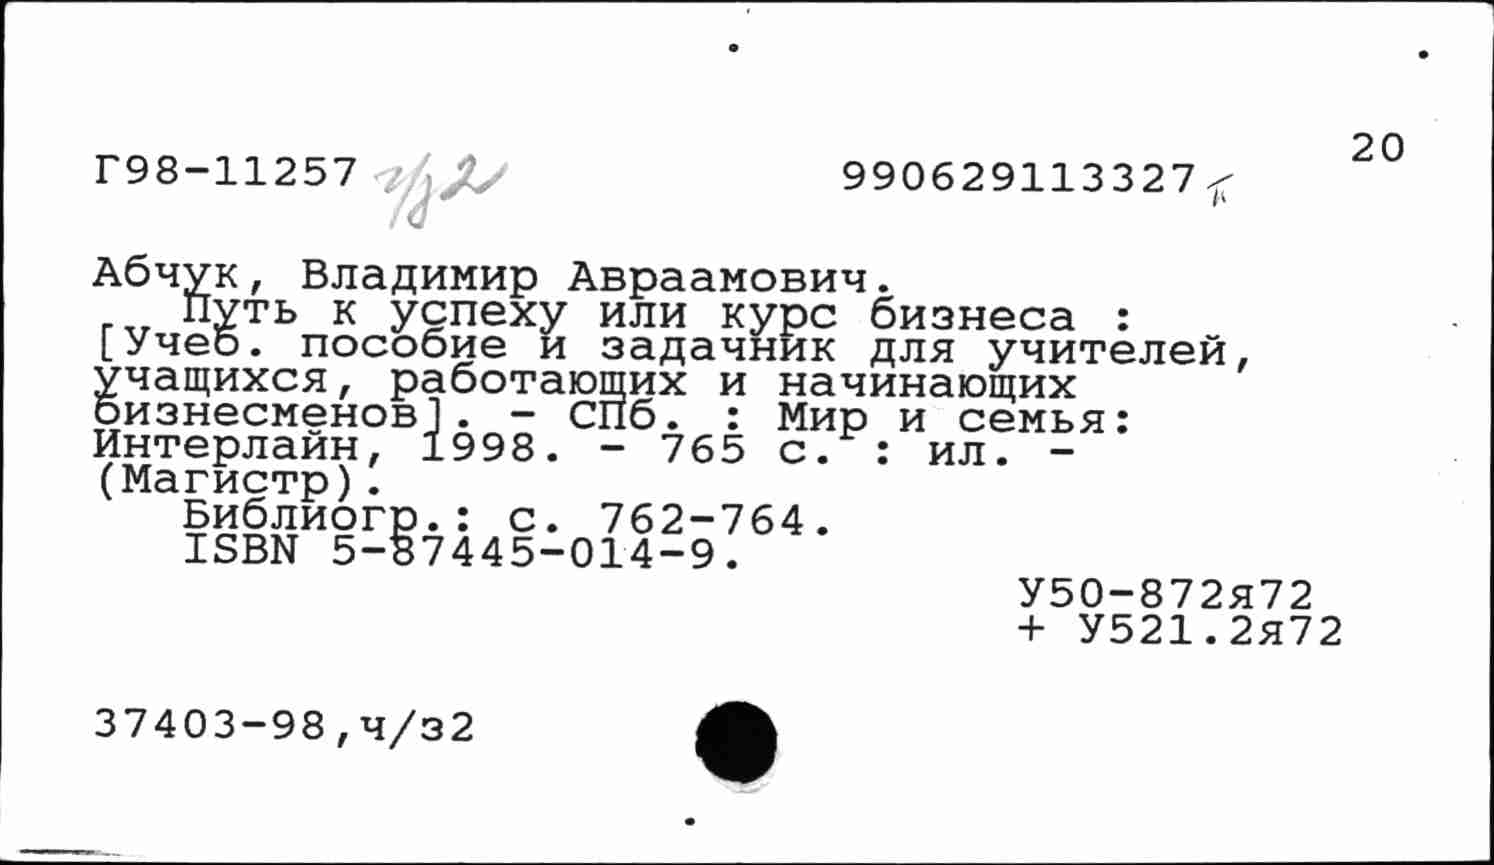 20
Г98-11257 ч/з2 990629113327
Абчук, Владимир Авраамович.
Путь к успеху или курс бизнеса :
[Учеб. пособие и задачник для учителей,
учащихся, работающих и начинающих
бизнесменов]. - СПб. : Мир и семья:
Интерлайн, 1998. - 765 с. : ил. -
(Магистр).
Библиогр.: с. 762-764.
ISBN 5-87445-014-9.
У50-872я72
+ У521.2я72
37403-98,ч/з2